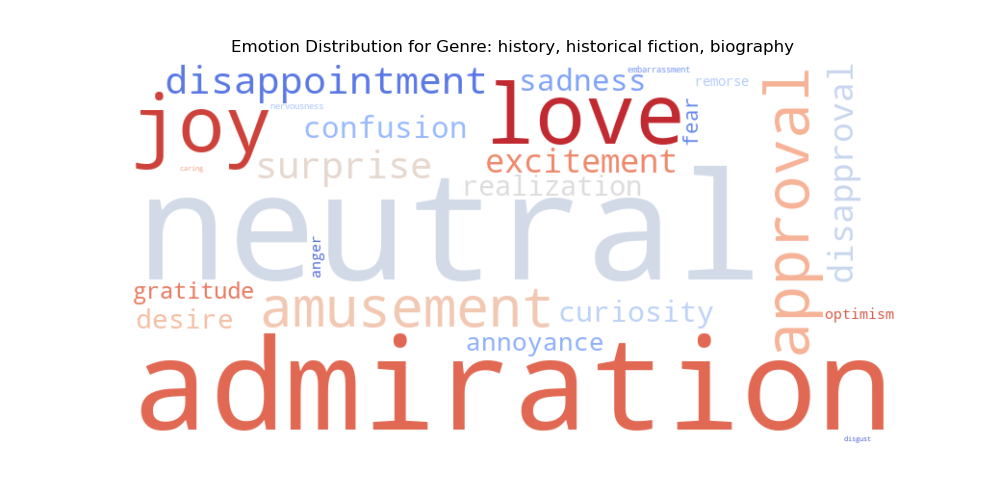 Emotion Distribution for Genre: history, historical fiction, biography
disappointment
sadness
embarrassment
remorse
joy
nervousness
love
fear
confusion
approval
disapproval
caring
surprise
excitement
realization
neutral
anger
gratitude
desire
amusement
curiosity
optimism
annoyance
admiration
disgust